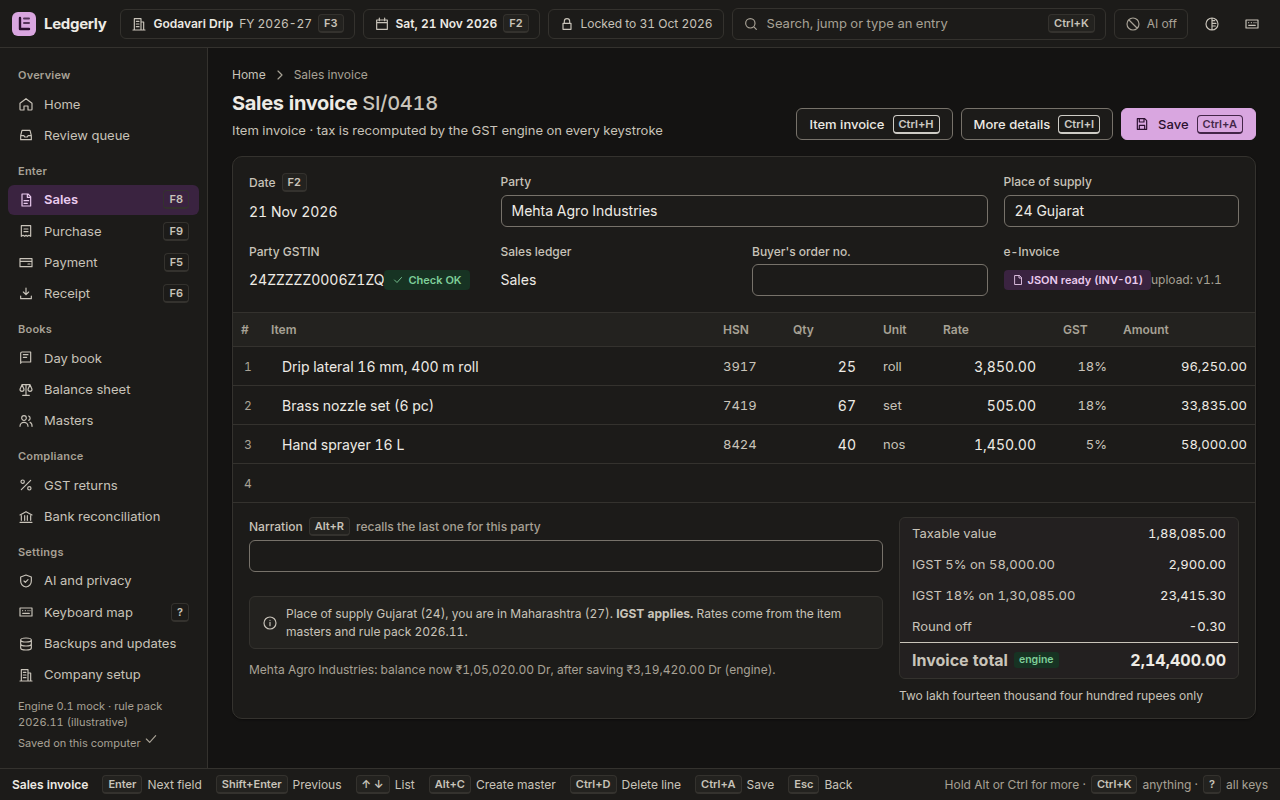 Ledgerly
Godavari Drip FY 2026-27 F3
Sat, 21 Nov 2026 F2
Locked to 31 Oct 2026
Search, jump or type an entry Ctrl+K
AI off
Overview
Home
Review queue
Enter
Sales F8
Purchase F9
Payment F5
Receipt F6
Books
Day book
Balance sheet
Masters
Compliance
GST returns
Bank reconciliation
Settings
AI and privacy
Keyboard map ?
Backups and updates
Company setup
Engine 0.1 mock · rule pack
2026.11 (illustrative)
Saved on this computer
Home > Sales invoice
Sales invoice SI/0418
Item invoice · tax is recomputed by the GST engine on every keystroke
Item invoice Ctrl+H
More details Ctrl+I
Save Ctrl+A
Date F2
21 Nov 2026
Party
Mehta Agro Industries
Place of supply
24 Gujarat
Party GSTIN
24ZZZZZ0006Z1ZQ Check OK
Sales ledger
Sales
Buyer's order no.
e-Invoice
JSON ready (INV-01) upload: v1.1
# Item HSN Qty Unit Rate GST Amount
1 Drip lateral 16 mm, 400 m roll 3917 25 roll 3,850.00 18% 96,250.00
2 Brass nozzle set (6 pc) 7419 67 set 505.00 18% 33,835.00
3 Hand sprayer 16 L 8424 40 nos 1,450.00 5% 58,000.00
4
Narration Alt+R recalls the last one for this party
Place of supply Gujarat (24), you are in Maharashtra (27). IGST applies. Rates come from the item
masters and rule pack 2026.11.
Mehta Agro Industries: balance now ₹1,05,020.00 Dr, after saving ₹3,19,420.00 Dr (engine).
Taxable value 1,88,085.00
IGST 5% on 58,000.00 2,900.00
IGST 18% on 1,30,085.00 23,415.30
Round off -0.30
Invoice total engine 2,14,400.00
Two lakh fourteen thousand four hundred rupees only
Sales invoice Enter Next field Shift+Enter Previous ↑↓ List Alt+C Create master Ctrl+D Delete line Ctrl+A Save Esc Back Hold Alt or Ctrl for more · Ctrl+K anything · ? all keys